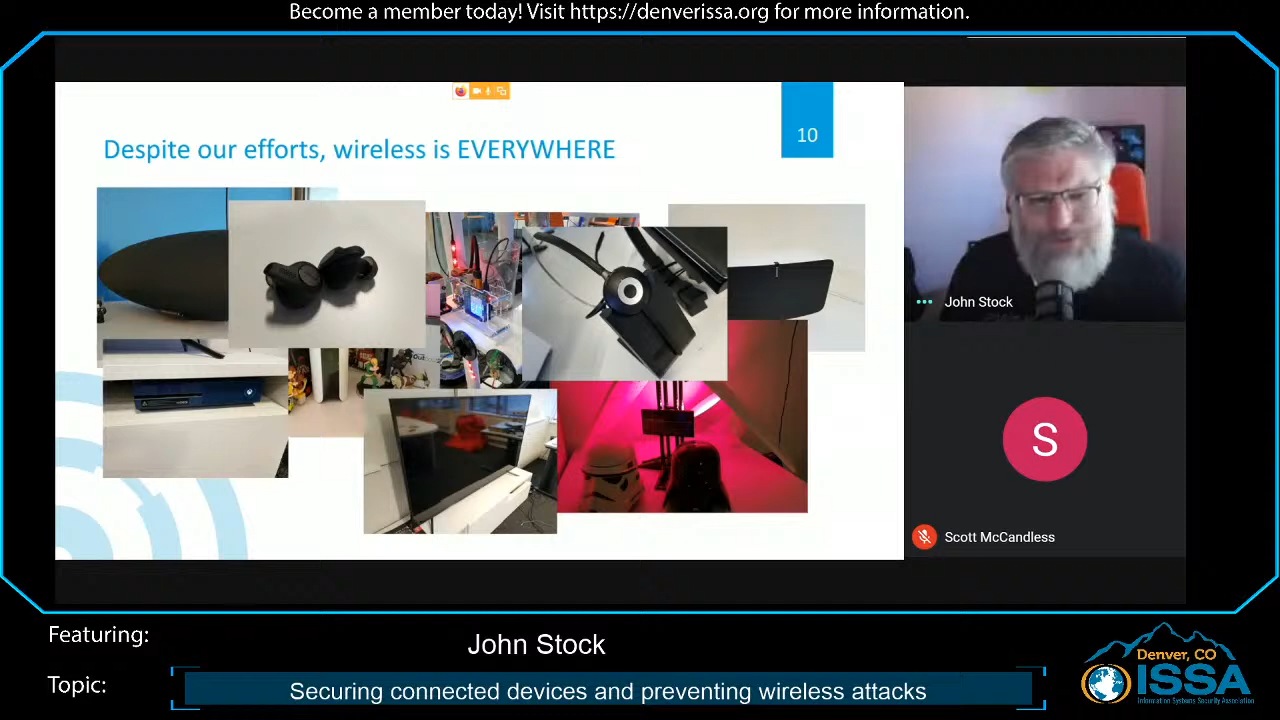 Become a member today! Visit https://denverissa.org for more information.
10
Despite our efforts, wireless is EVERYWHERE
John Stock
S
Scott McCandless
Featuring:
John Stock
Topic:
Securing connected devices and preventing wireless attacks
Denver, CO
ISSA
Information Systems Security Association